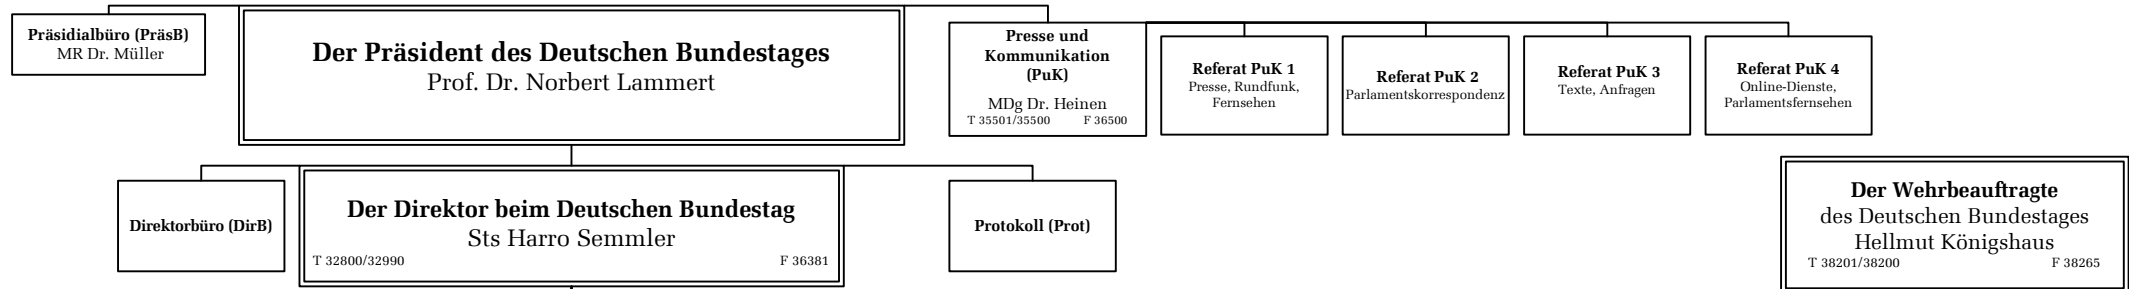 Präsidialbüro (PräsB)
MR Dr. Müller
Der Präsident des Deutschen Bundestages
Prof. Dr. Norbert Lammert
Presse und
Kommunikation
(PuK)
MDg Dr. Heinen
T 35501/35500 F 36500
Referat PuK 1
Presse, Rundfunk,
Fernsehen
Referat PuK 2
Parlamentskorrespondenz
Referat PuK 3
Texte, Anfragen
Referat PuK 4
Online-Dienste,
Parlamentsfernsehen
Direktorbüro (DirB)
Der Direktor beim Deutschen Bundestag
Sts Harro Semmler
T 32800/32990 F 36381
Protokoll (Prot)
Der Wehrbeauftragte
des Deutschen Bundestages
Hellmut Königshaus
T 38201/38200 F 38265